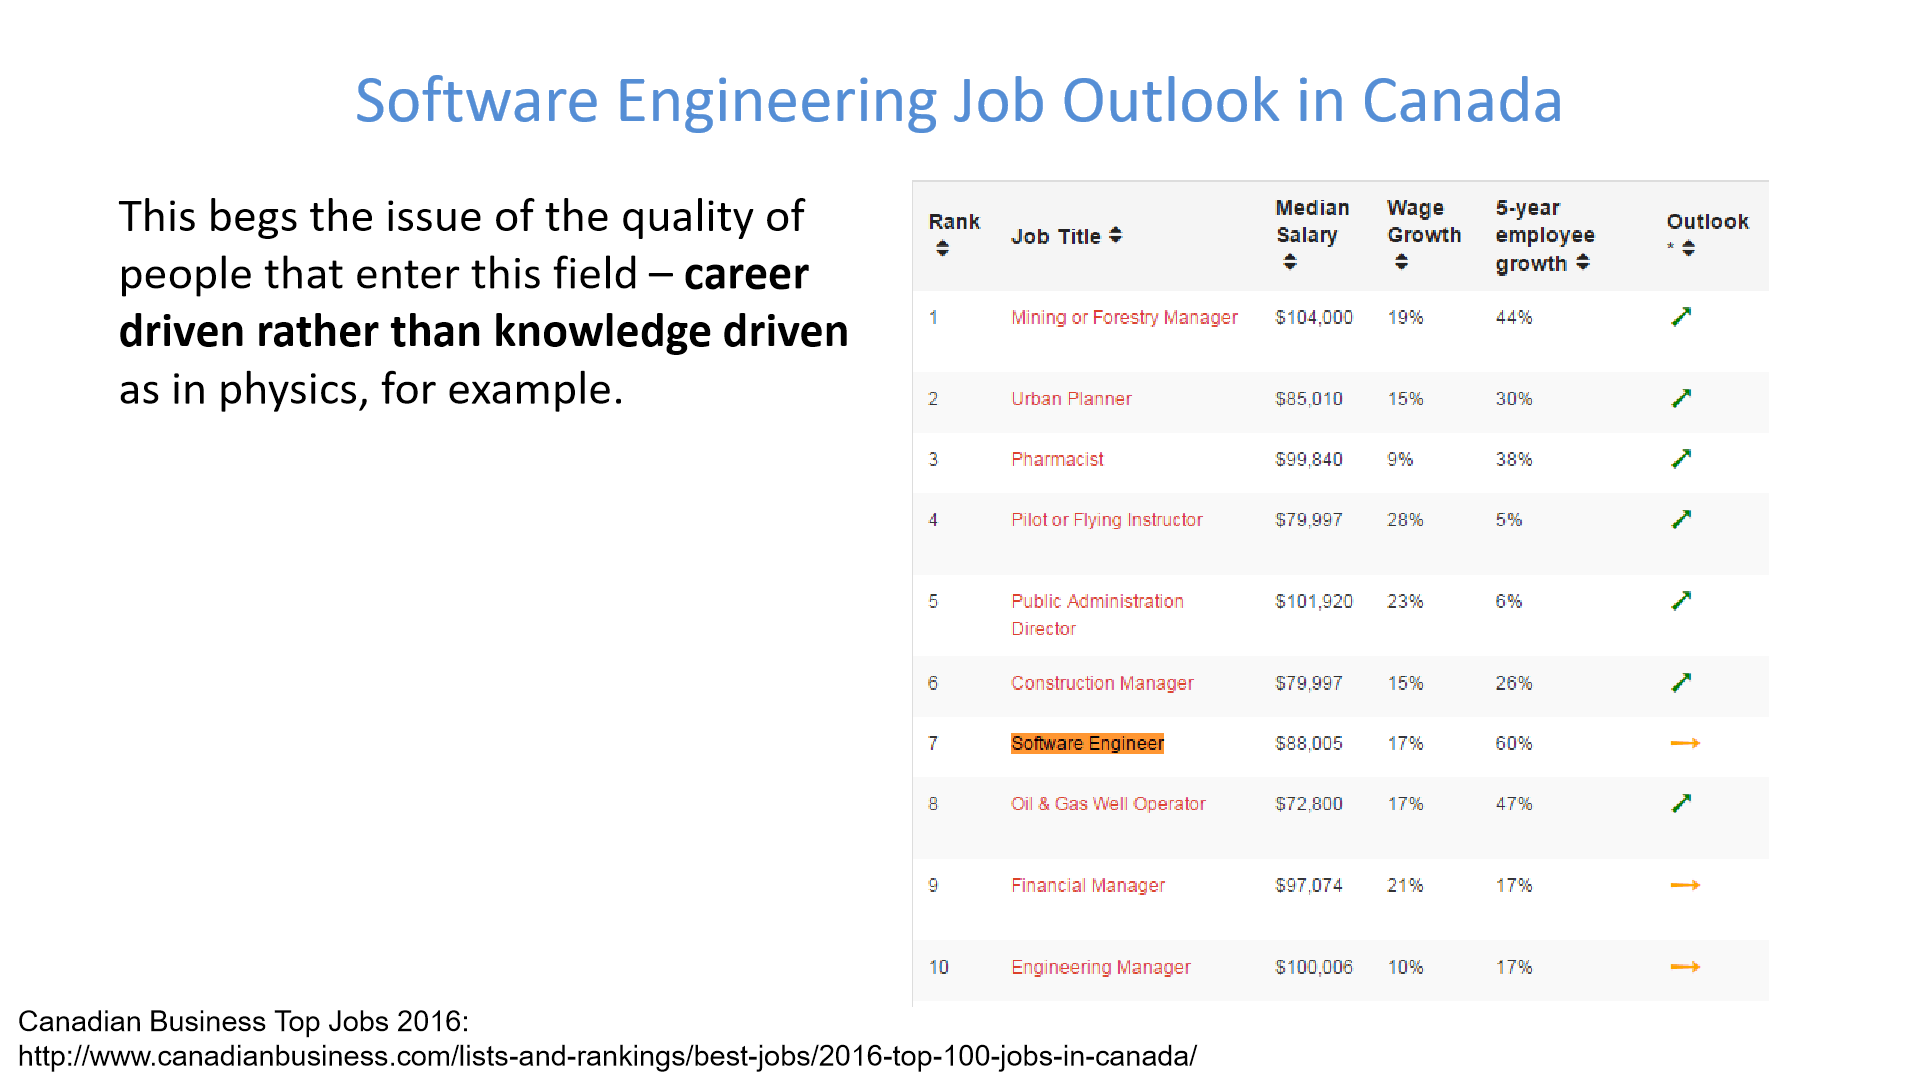 Software Engineering Job Outlook in Canada
This begs the issue of the quality of
people that enter this field – career
driven rather than knowledge driven
as in physics, for example.
Rank Job Title Median Salary Wage Growth 5-year employee growth Outlook *
1 Mining or Forestry Manager $104,000 19% 44%
2 Urban Planner $85,010 15% 30%
3 Pharmacist $99,840 9% 38%
4 Pilot or Flying Instructor $79,997 28% 5%
5 Public Administration Director $101,920 23% 6%
6 Construction Manager $79,997 15% 26%
7 Software Engineer $88,005 17% 60%
8 Oil & Gas Well Operator $72,800 17% 47%
9 Financial Manager $97,074 21% 17%
10 Engineering Manager $100,006 10% 17%
Canadian Business Top Jobs 2016:
http://www.canadianbusiness.com/lists-and-rankings/best-jobs/2016-top-100-jobs-in-canada/